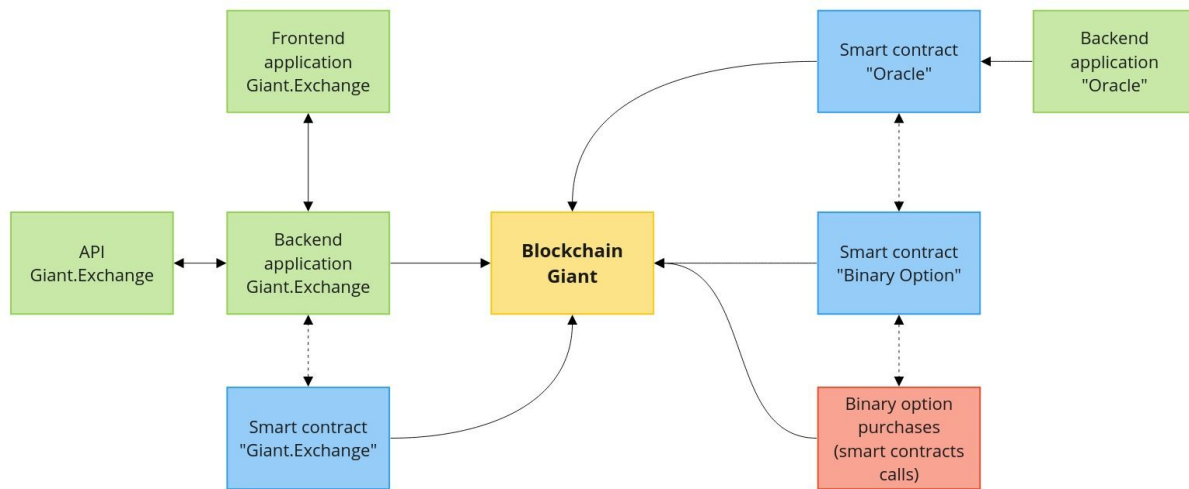 Frontend
application
Giant.Exchange
Smart contract
"Oracle"
Backend
application
"Oracle"
API
Giant.Exchange
Backend
application
Giant.Exchange
Blockchain
Giant
Smart contract
"Binary Option"
Smart contract
"Giant.Exchange"
Binary option
purchases
(smart contracts
calls)